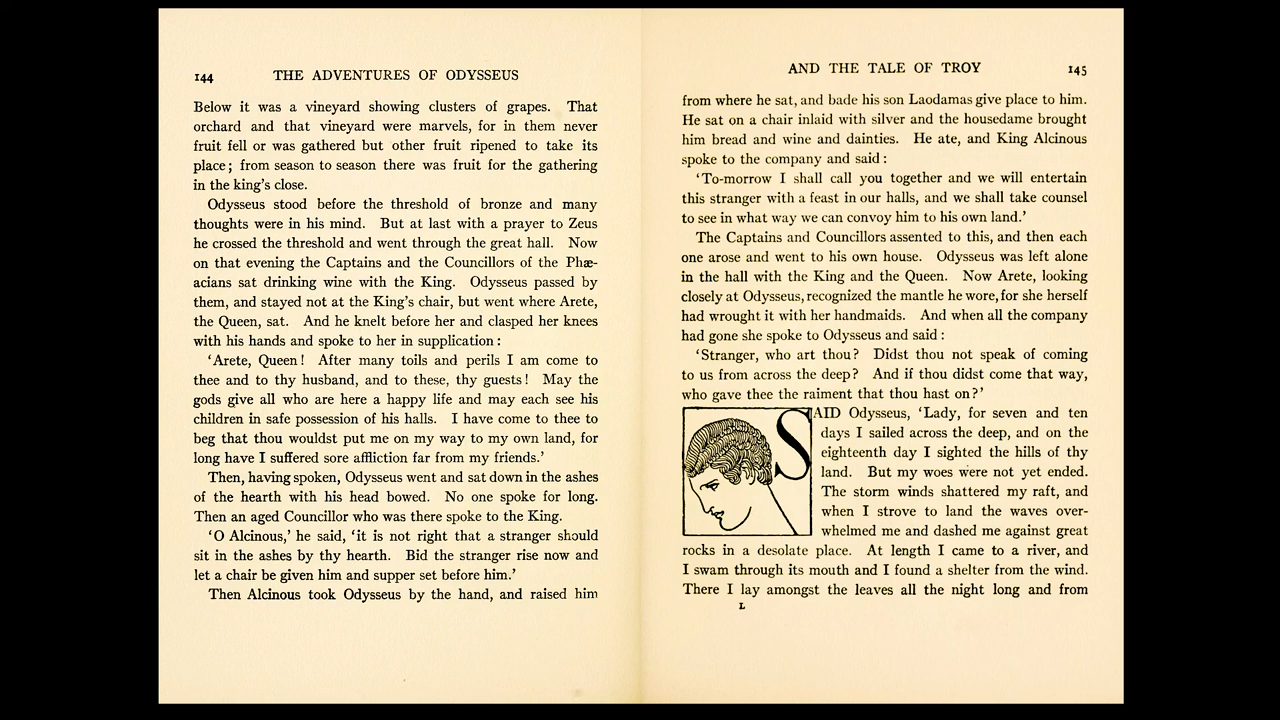 144 THE ADVENTURES OF ODYSSEUS
Below it was a vineyard showing clusters of grapes. That
orchard and that vineyard were marvels, for in them never
fruit fell or was gathered but other fruit ripened to take its
place; from season to season there was fruit for the gathering
in the king's close.
Odysseus stood before the threshold of bronze and many
thoughts were in his mind. But at last with a prayer to Zeus
he crossed the threshold and went through the great hall. Now
on that evening the Captains and the Councillors of the Phæ-
acians sat drinking wine with the King. Odysseus passed by
them, and stayed not at the King's chair, but went where Arete,
the Queen, sat. And he knelt before her and clasped her knees
with his hands and spoke to her in supplication:
'Arete, Queen! After many toils and perils I am come to
thee and to thy husband, and to these, thy guests! May the
gods give all who are here a happy life and may each see his
children in safe possession of his halls. I have come to thee to
beg that thou wouldst put me on my way to my own land, for
long have I suffered sore affliction far from my friends.'
Then, having spoken, Odysseus went and sat down in the ashes
of the hearth with his head bowed. No one spoke for long.
Then an aged Councillor who was there spoke to the King.
'O Alcinous,' he said, 'it is not right that a stranger should
sit in the ashes by thy hearth. Bid the stranger rise now and
let a chair be given him and supper set before him.'
Then Alcinous took Odysseus by the hand, and raised him
AND THE TALE OF TROY 145
from where he sat, and bade his son Laodamas give place to him.
He sat on a chair inlaid with silver and the housedame brought
him bread and wine and dainties. He ate, and King Alcinous
spoke to the company and said:
'To-morrow I shall call you together and we will entertain
this stranger with a feast in our halls, and we shall take counsel
to see in what way we can convoy him to his own land.'
The Captains and Councillors assented to this, and then each
one arose and went to his own house. Odysseus was left alone
in the hall with the King and the Queen. Now Arete, looking
closely at Odysseus, recognized the mantle he wore, for she herself
had wrought it with her handmaids. And when all the company
had gone she spoke to Odysseus and said:
'Stranger, who art thou? Didst thou not speak of coming
to us from across the deep? And if thou didst come that way,
who gave thee the raiment that thou hast on?'
SAID Odysseus, 'Lady, for seven and ten
days I sailed across the deep, and on the
eighteenth day I sighted the hills of thy
land. But my woes were not yet ended.
The storm winds shattered my raft, and
when I strove to land the waves over-
whelmed me and dashed me against great
rocks in a desolate place. At length I came to a river, and
I swam through its mouth and I found a shelter from the wind.
There I lay amongst the leaves all the night long and from
L